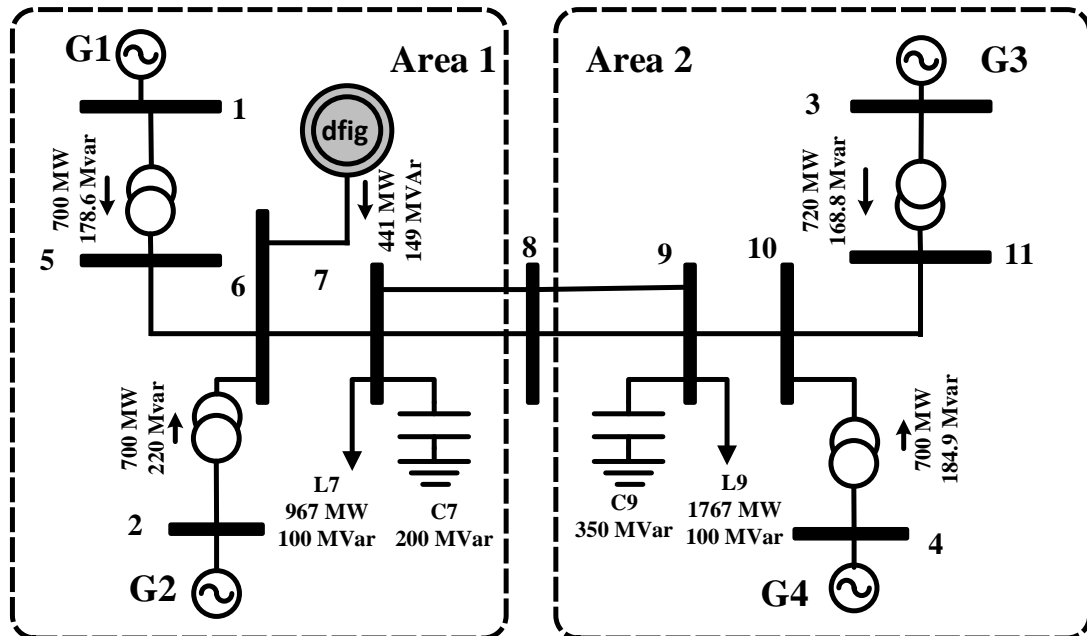 G1
Area 1
Area 2
G3
1
3
dfig
700 MW
178.6 Mvar
441 MW
149 MVAr
720 MW
168.8 Mvar
5
6
7
8
9
10
11
700 MW
220 Mvar
700 MW
184.9 Mvar
L7
967 MW
100 MVar
C7
200 MVar
C9
350 MVar
L9
1767 MW
100 MVar
2
4
G2
G4